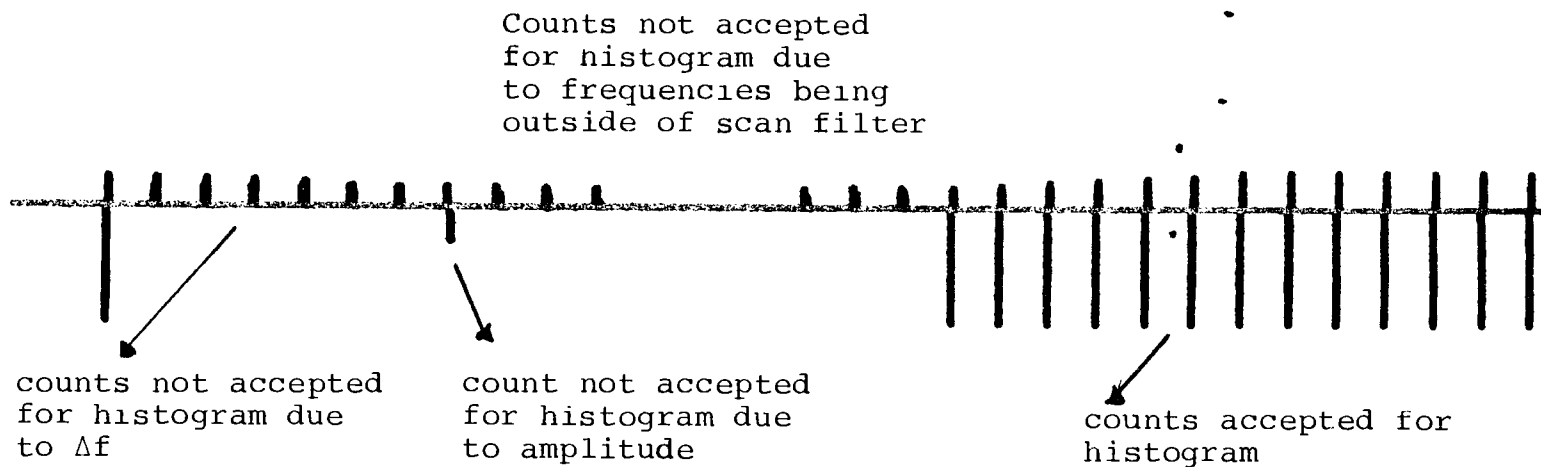 Counts not accepted
for histogram due
to frequencies being
outside of scan filter
counts not accepted
for histogram due
to Δf
count not accepted
for histogram due
to amplitude
counts accepted for
histogram